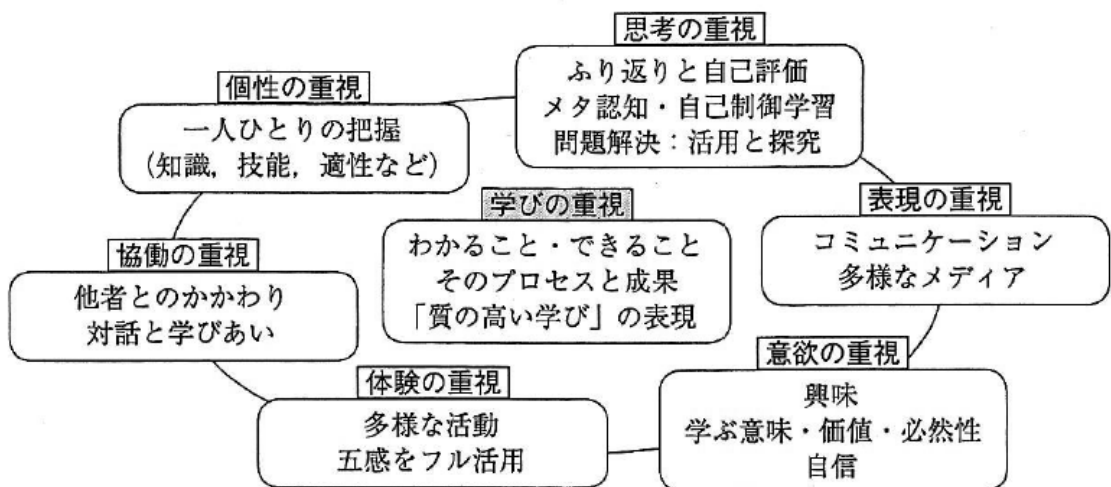 思考の重視
ふり返りと自己評価
メタ認知・自己制御学習
問題解決：活用と探究
個性の重視
一人ひとりの把握
(知識，技能，適性など)
学びの重視
わかること・できること
そのプロセスと成果
「質の高い学び」の表現
表現の重視
コミュニケーション
多様なメディア
協働の重視
他者とのかかわり
対話と学びあい
体験の重視
多様な活動
五感をフル活用
意欲の重視
興味
学ぶ意味・価値・必然性
自信